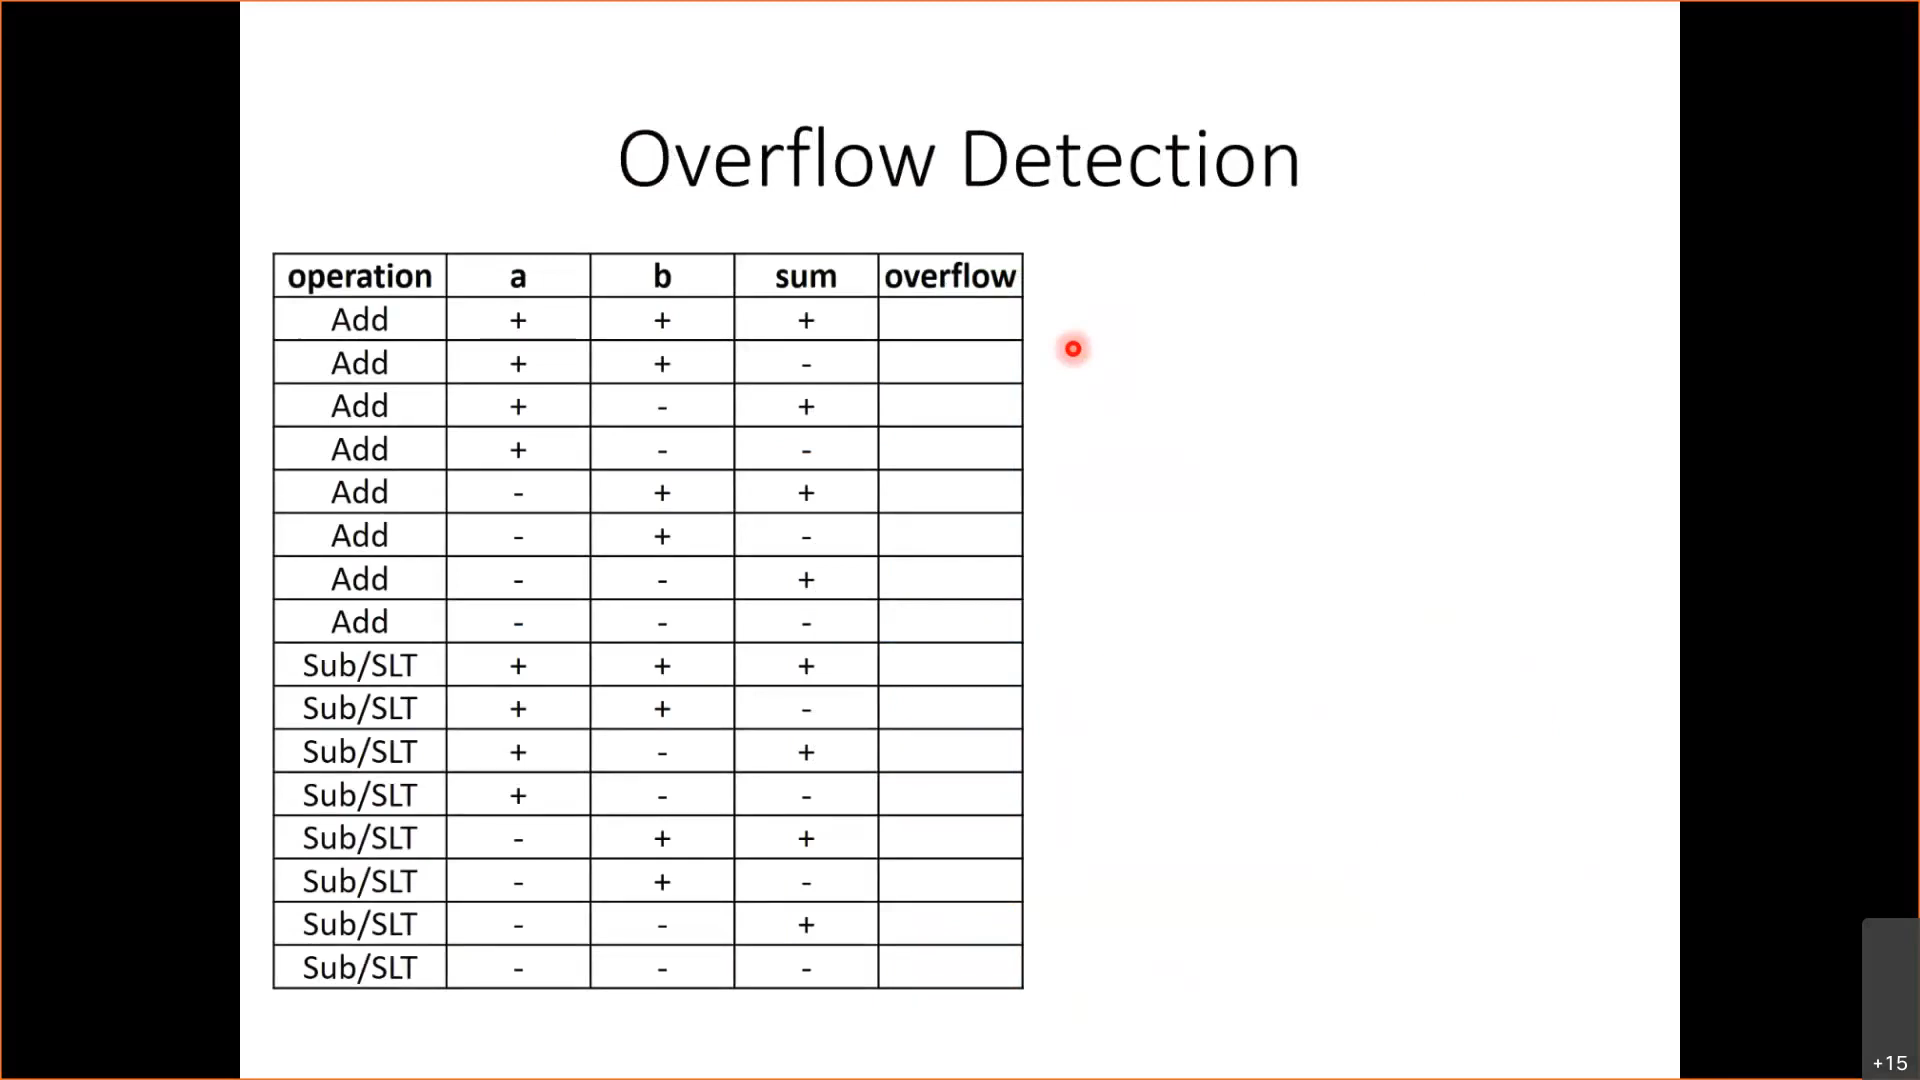 Overflow Detection
operation a b sum overflow
Add + + +
Add + + -
Add + - +
Add + - -
Add - + +
Add - + -
Add - - +
Add - - -
Sub/SLT + + +
Sub/SLT + + -
Sub/SLT + - +
Sub/SLT + - -
Sub/SLT - + +
Sub/SLT - + -
Sub/SLT - - +
Sub/SLT - - -
+15